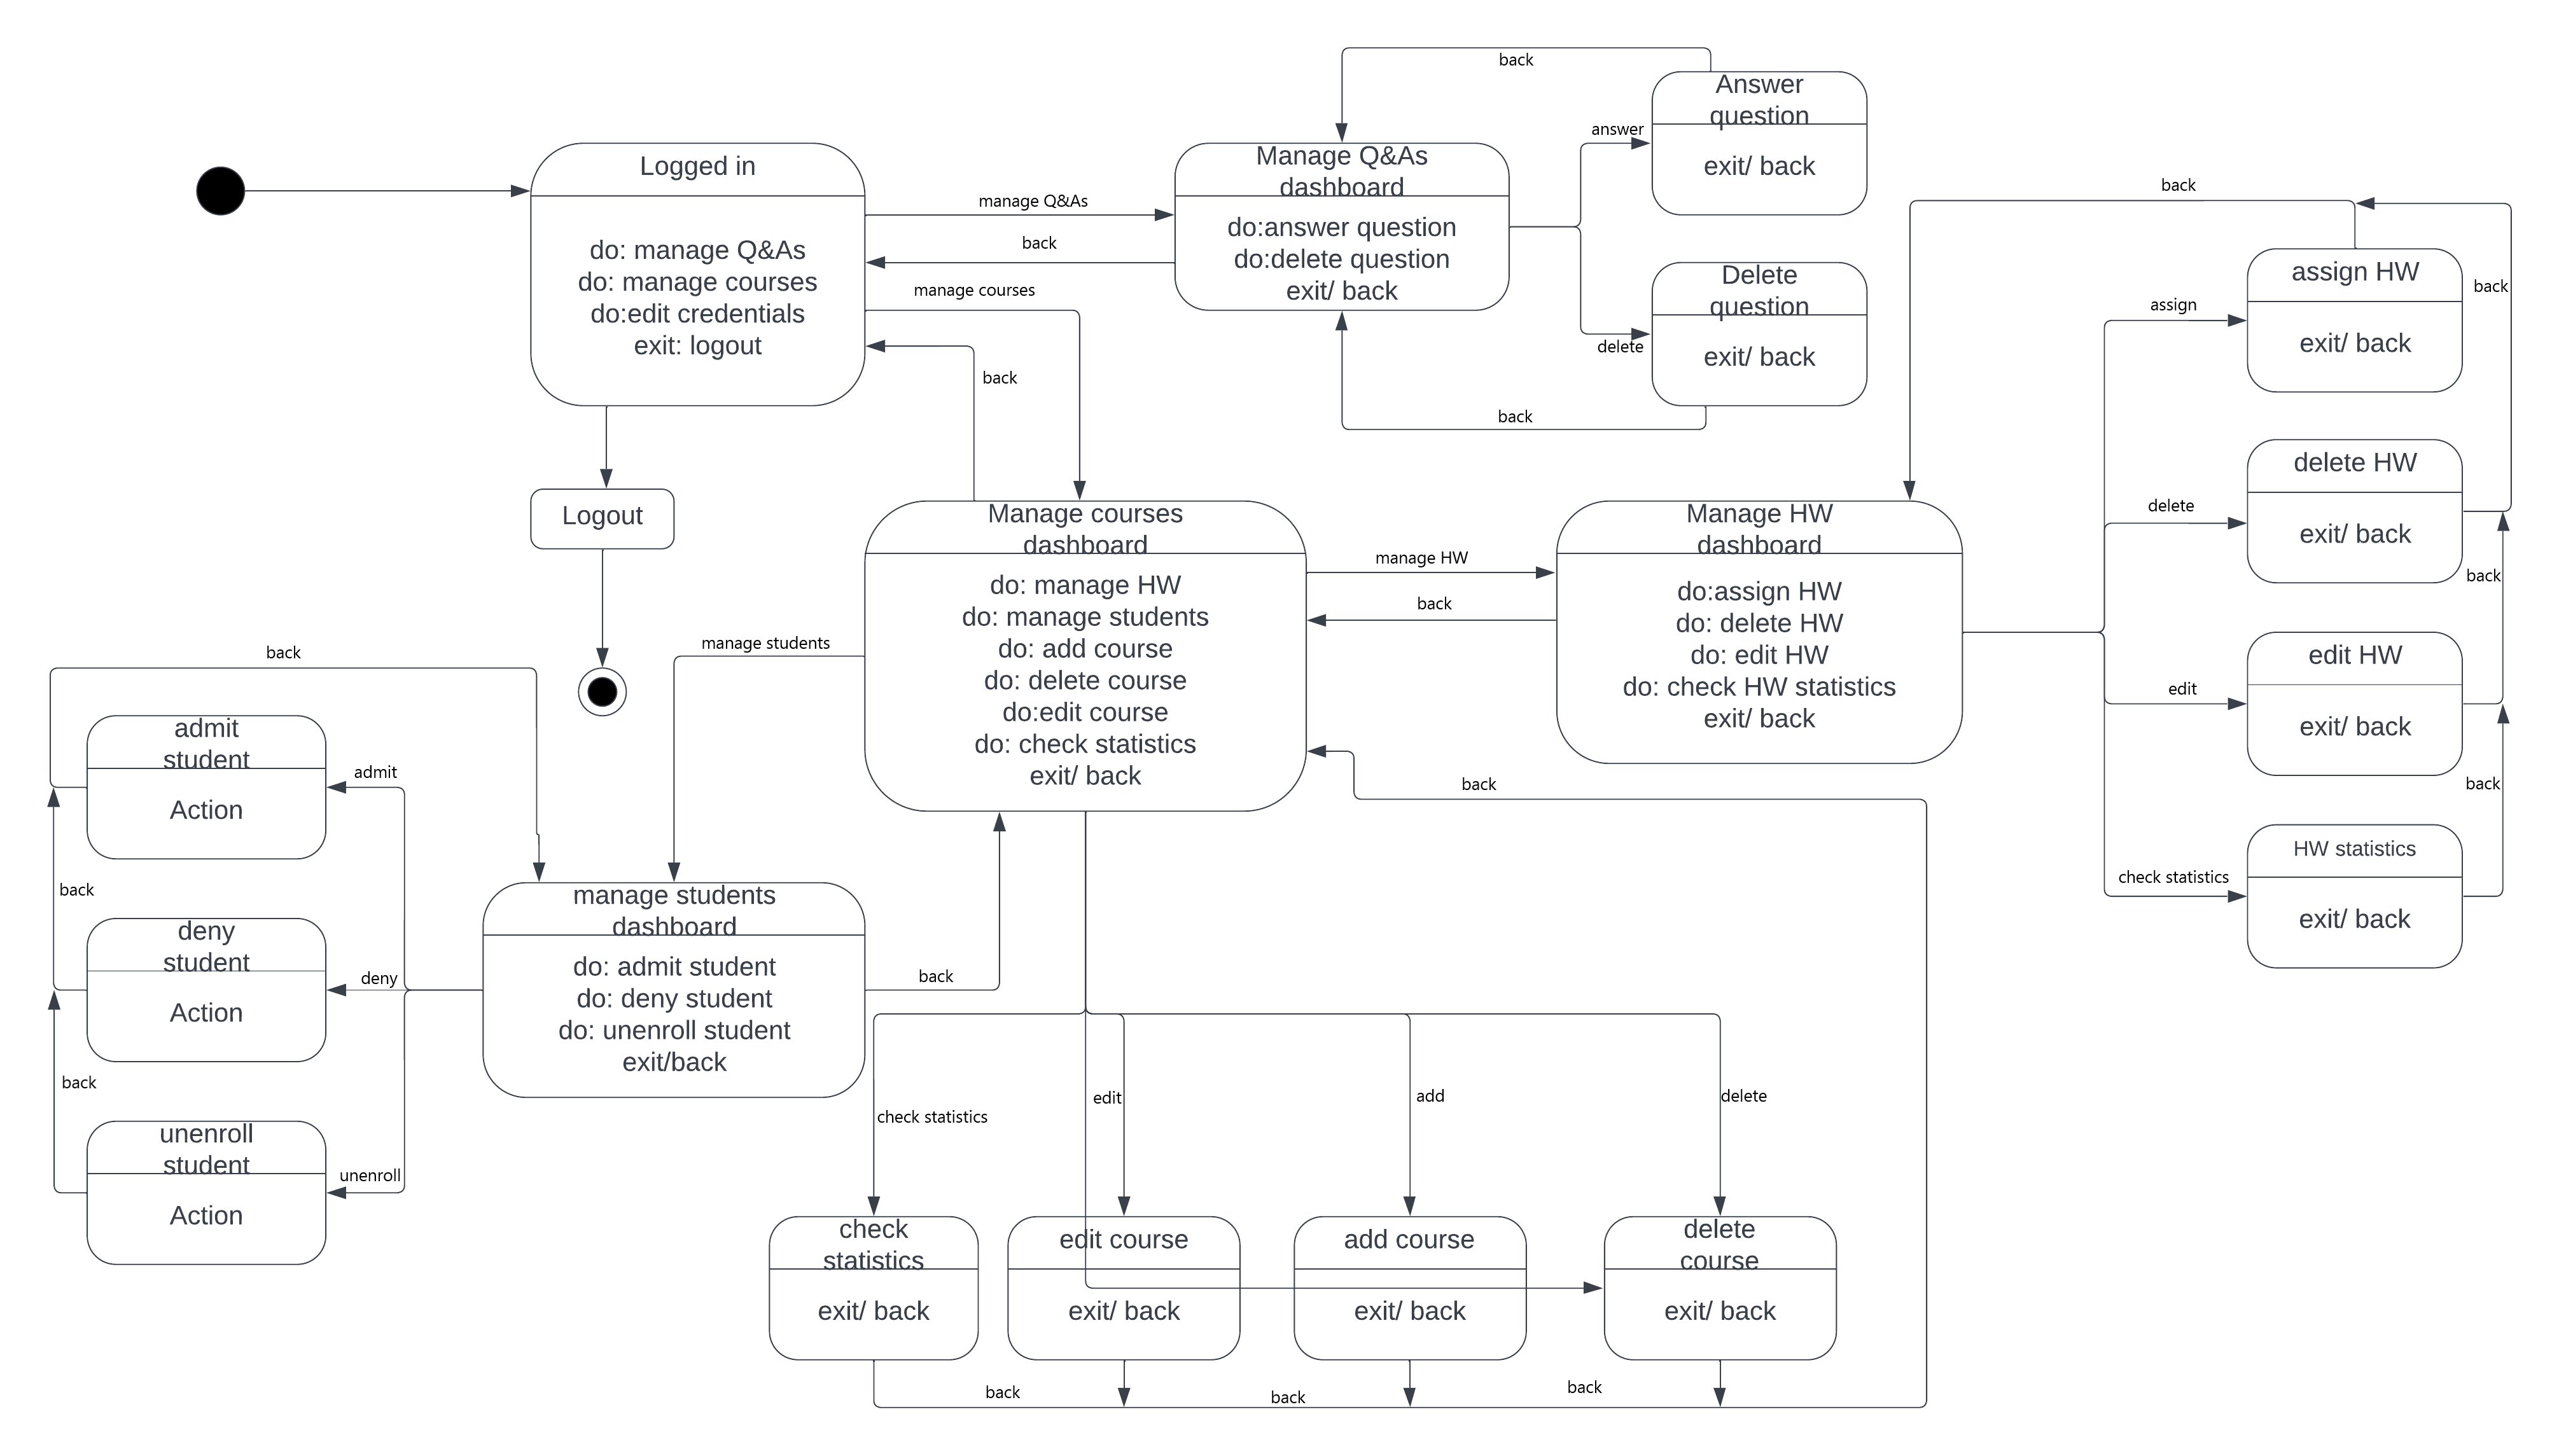 back
Answer
question
answer
exit/ back
Logged in
do: manage Q&As
do: manage courses
do:edit credentials
exit: logout
manage Q&As
back
manage courses
back
Manage Q&As
dashboard
do:answer question
do:delete question
exit/ back
Delete
question
delete
exit/ back
back
back
back
assign HW
assign
exit/ back
delete HW
delete
exit/ back
back
edit HW
edit
exit/ back
back
HW statistics
check statistics
exit/ back
Logout
Manage courses
dashboard
do: manage HW
do: manage students
do: add course
do: delete course
do:edit course
do: check statistics
exit/ back
manage HW
back
Manage HW
dashboard
do:assign HW
do: delete HW
do: edit HW
do: check HW statistics
exit/ back
back
manage students
back
admit
student
Action
admit
back
deny
student
Action
deny
back
unenroll
student
Action
unenroll
manage students
dashboard
do: admit student
do: deny student
do: unenroll student
exit/back
back
check statistics
edit
add
delete
check
statistics
exit/ back
edit course
exit/ back
add course
exit/ back
delete
course
exit/ back
back
back
back